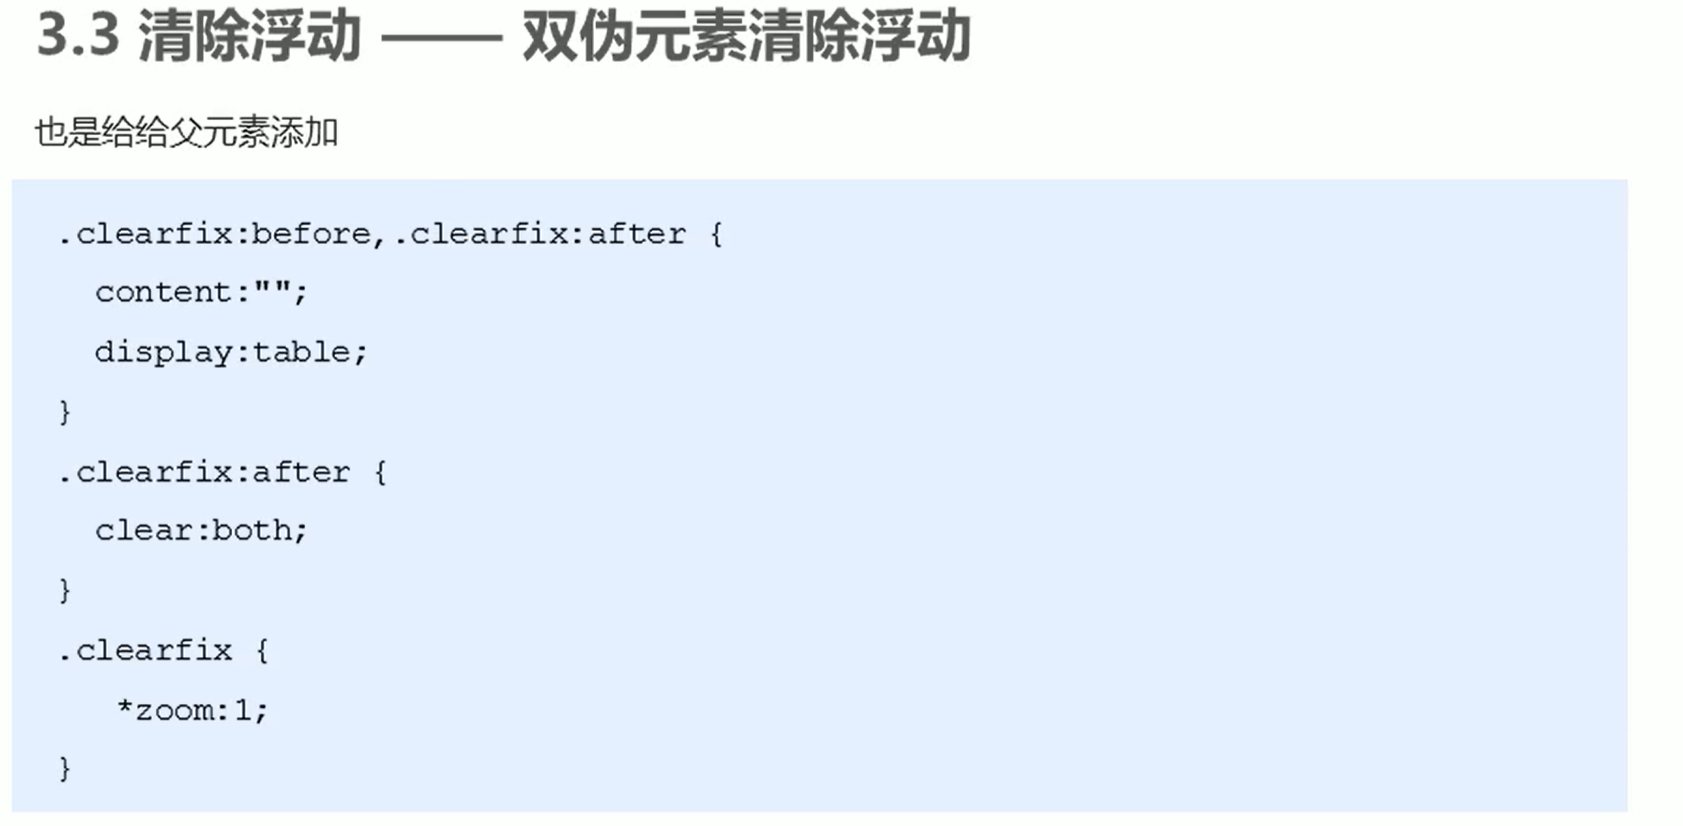 3.3 清除浮动 —— 双伪元素清除浮动
也是给给父元素添加
.clearfix:before,.clearfix:after {
content:"";
display:table;
}
.clearfix:after {
clear:both;
}
.clearfix {
*zoom:1;
}